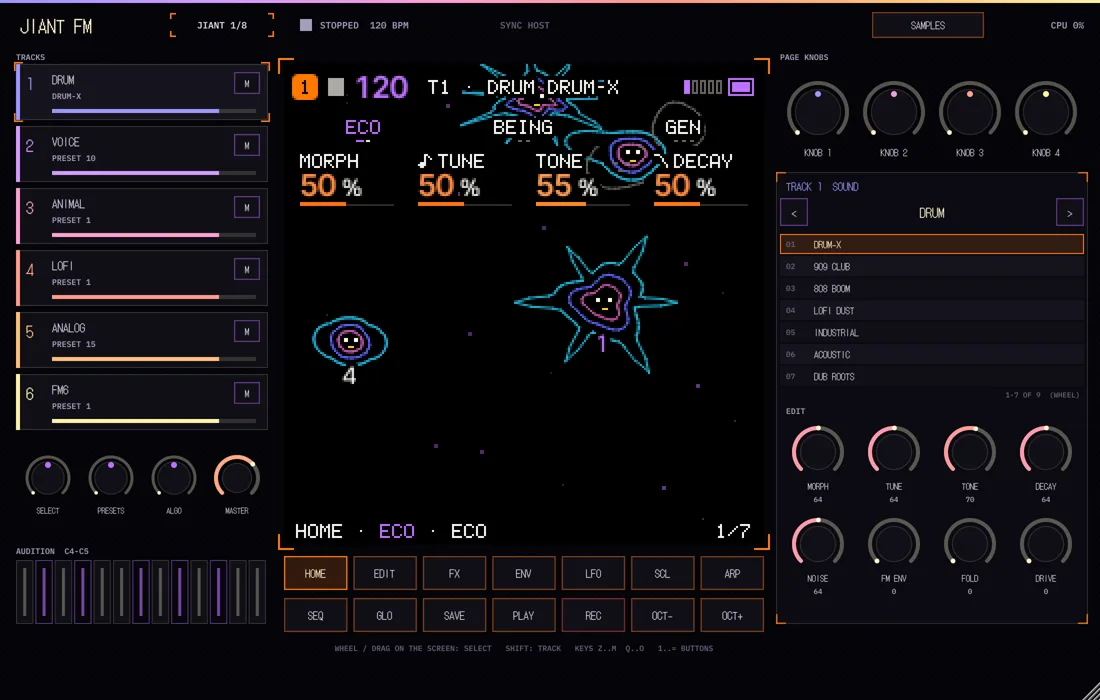 JIANT FM
JIANT 1/8
STOPPED 120 BPM
SYNC HOST
SAMPLES
CPU 0%
TRACKS
1 DRUM M
DRUM-X
2 VOICE M
PRESET 10
3 ANIMAL M
PRESET 1
4 LOFI M
PRESET 1
5 ANALOG M
PRESET 15
6 FM6 M
PRESET 1
SELECT PRESETS ALGO MASTER
AUDITION C4-C5
1 120 T1 · DRUM:DRUM-X
ECO BEING GEN
MORPH ♪ TUNE TONE DECAY
50 % 50 % 55 % 50 %
1
4
HOME · ECO · ECO 1/7
HOME EDIT FX ENV LFO SCL ARP
SEQ GLO SAVE PLAY REC OCT- OCT+
WHEEL / DRAG ON THE SCREEN: SELECT SHIFT: TRACK KEYS Z..M Q..O 1..= BUTTONS
PAGE KNOBS
KNOB 1 KNOB 2 KNOB 3 KNOB 4
TRACK 1 SOUND
< DRUM >
01 DRUM-X
02 909 CLUB
03 808 BOOM
04 LOFI DUST
05 INDUSTRIAL
06 ACOUSTIC
07 DUB ROOTS
1-7 OF 9 (WHEEL)
EDIT
MORPH TUNE TONE DECAY
64 64 70 64
NOISE FM ENV FOLD DRIVE
64 0 0 0